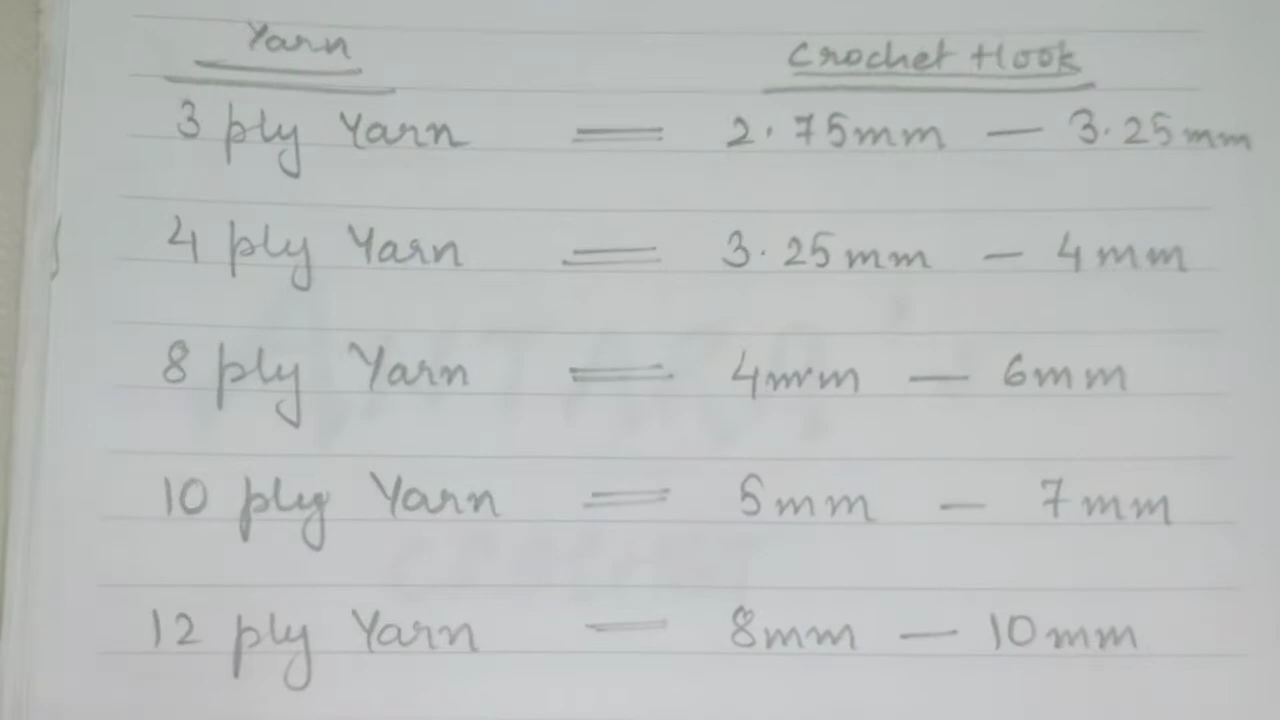 Yarn Crochet Hook
3 ply Yarn = 2.75mm - 3.25mm
4 ply Yarn = 3.25mm - 4mm
8 ply Yarn = 4mm - 6mm
10 ply Yarn = 5mm - 7mm
12 ply Yarn = 8mm - 10mm